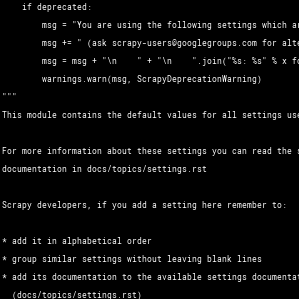 if deprecated:
msg = "You are using the following settings which
msg += " (ask scrapy-users@googlegroups.com for
msg = msg + "\n    " + "\n    ".join("%s: %s" % x
warnings.warn(msg, ScrapyDeprecationWarning)
"""
This module contains the default values for all settings
For more information about these settings you can read the
documentation in docs/topics/settings.rst
Scrapy developers, if you add a setting here remember to:
* add it in alphabetical order
* group similar settings without leaving blank lines
* add its documentation to the available settings
(docs/topics/settings.rst)